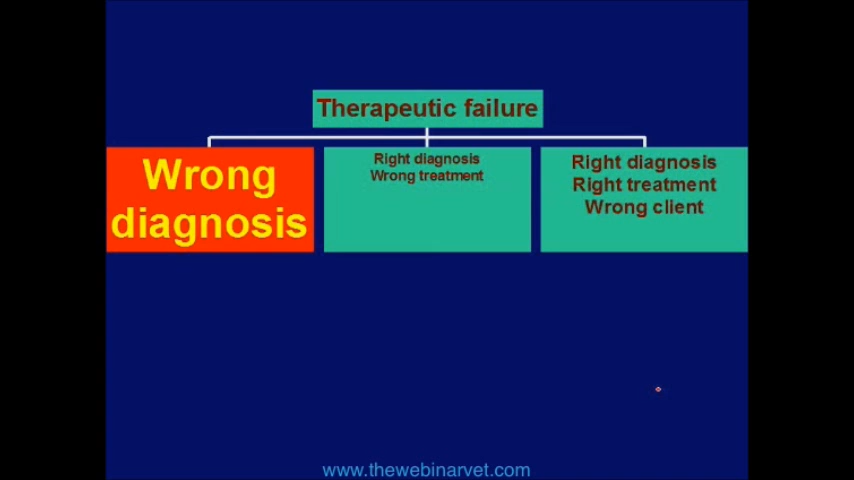 Therapeutic failure
Wrong
diagnosis
Right diagnosis
Wrong treatment
Right diagnosis
Right treatment
Wrong client
www.thewebinarvet.com